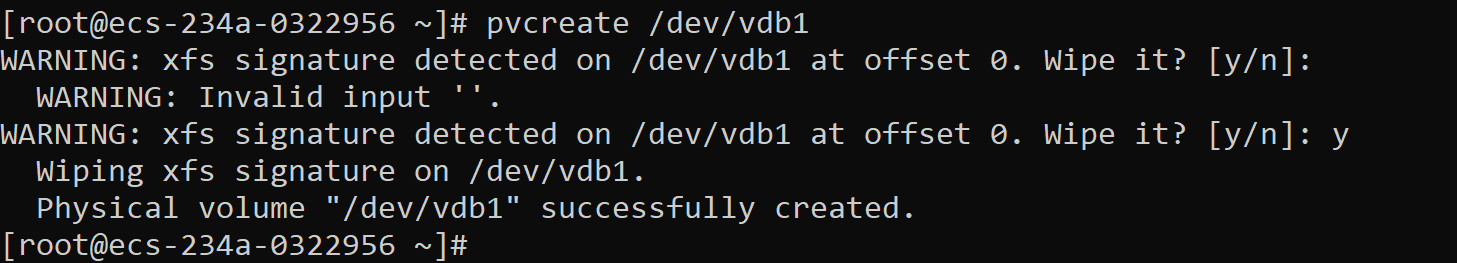 [root@ecs-234a-0322956 ~]# pvcreate /dev/vdb1
WARNING: xfs signature detected on /dev/vdb1 at offset 0. Wipe it? [y/n]:
  WARNING: Invalid input ''.
WARNING: xfs signature detected on /dev/vdb1 at offset 0. Wipe it? [y/n]: y
  Wiping xfs signature on /dev/vdb1.
  Physical volume "/dev/vdb1" successfully created.
[root@ecs-234a-0322956 ~]#